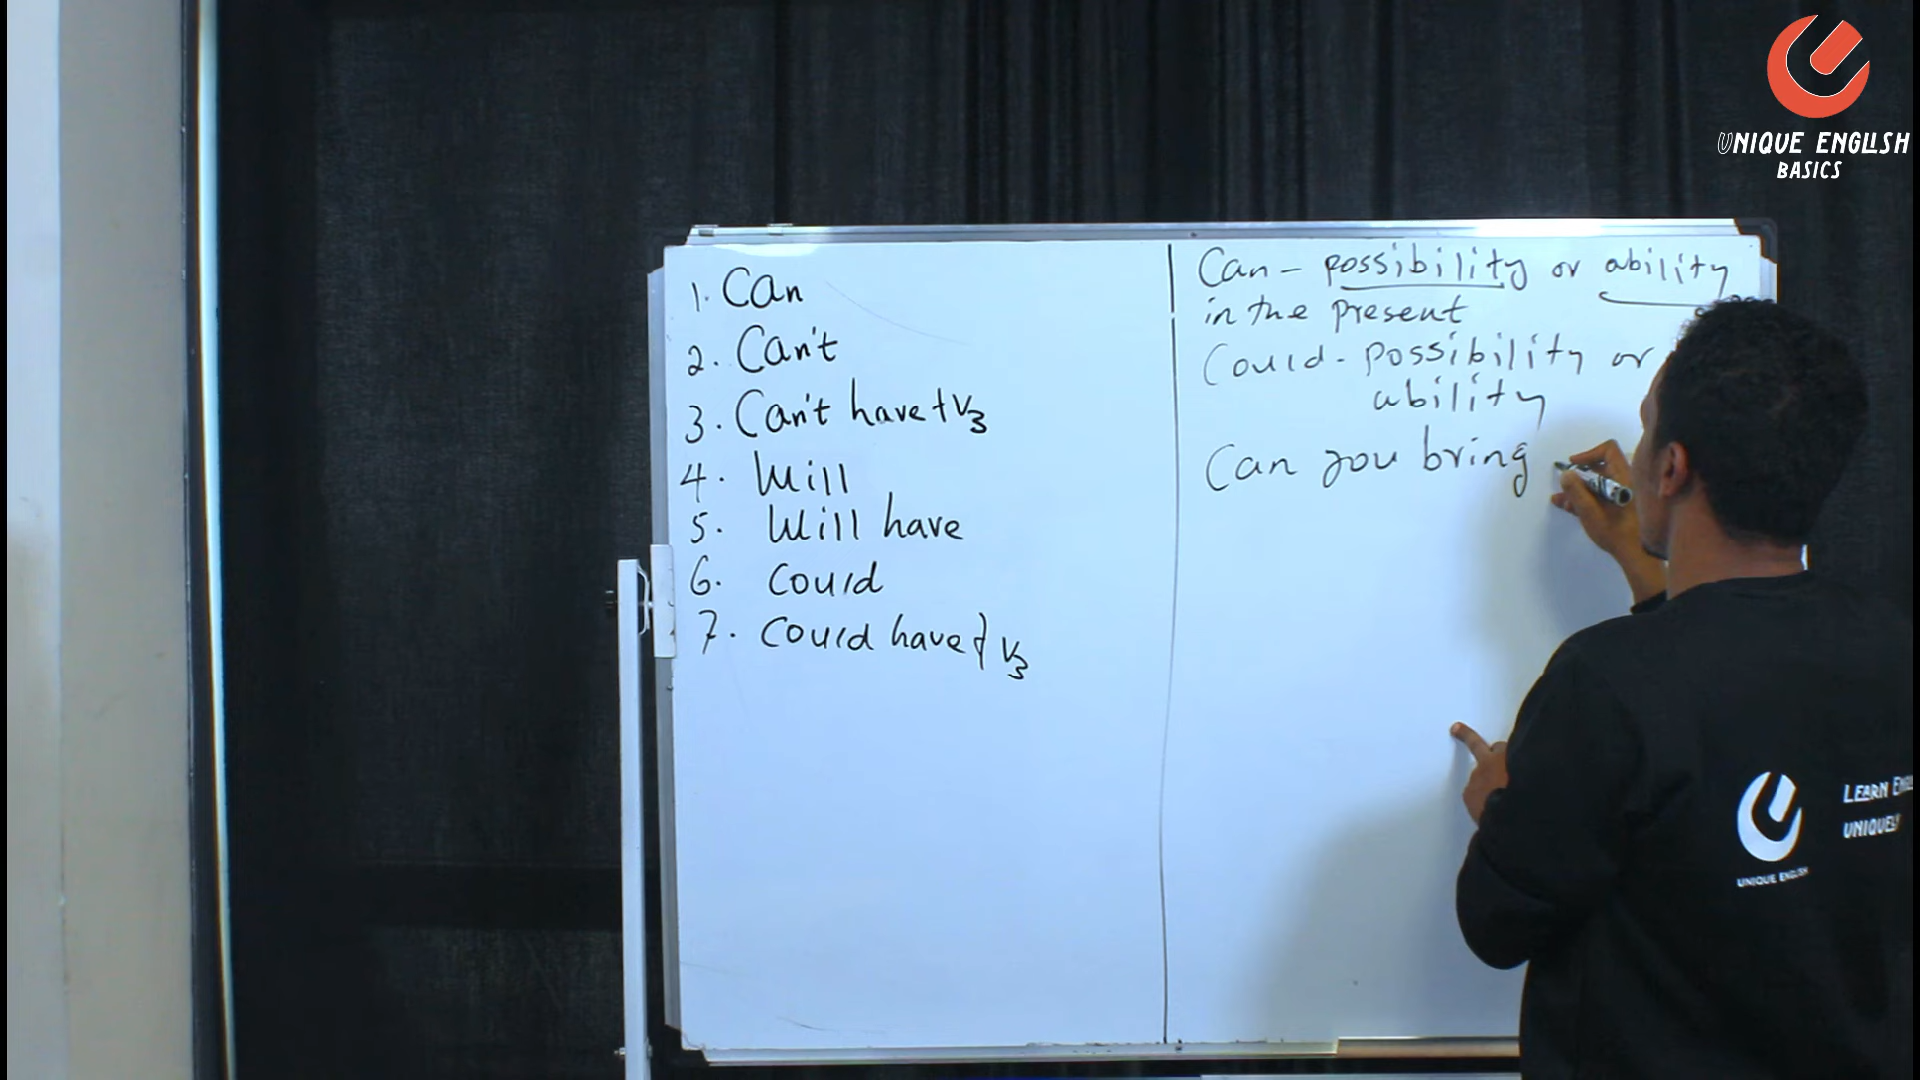 UNIQUE ENGLISH
BASICS
1. Can
2. Can't
3. Can't have + V3
4. Will
5. Will have
6. Could
7. Could have + V3
Can - possibility or ability
in the present
Could - possibility or
ability
Can you bring
LEARN
UNIQUELY
UNIQUE ENGLISH